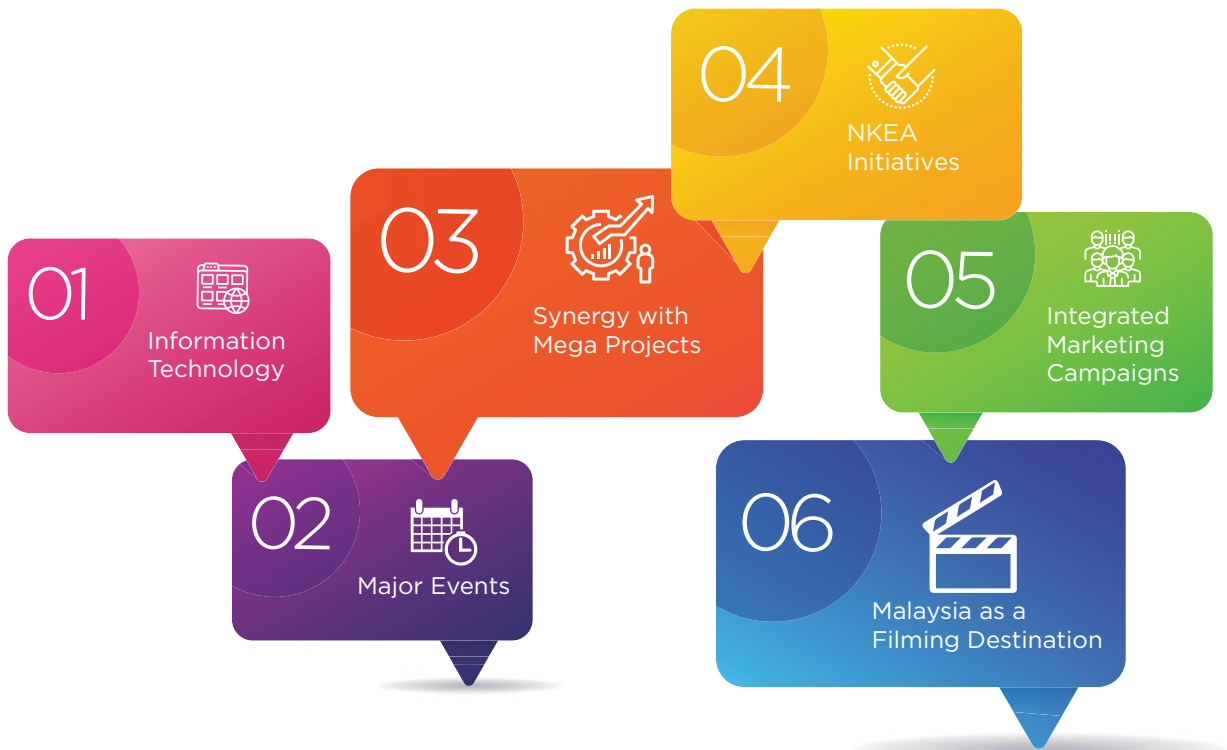 01
Information
Technology
02
Major Events
03
Synergy with
Mega Projects
04
NKEA
Initiatives
05
Integrated
Marketing
Campaigns
06
Malaysia as a
Filming Destination